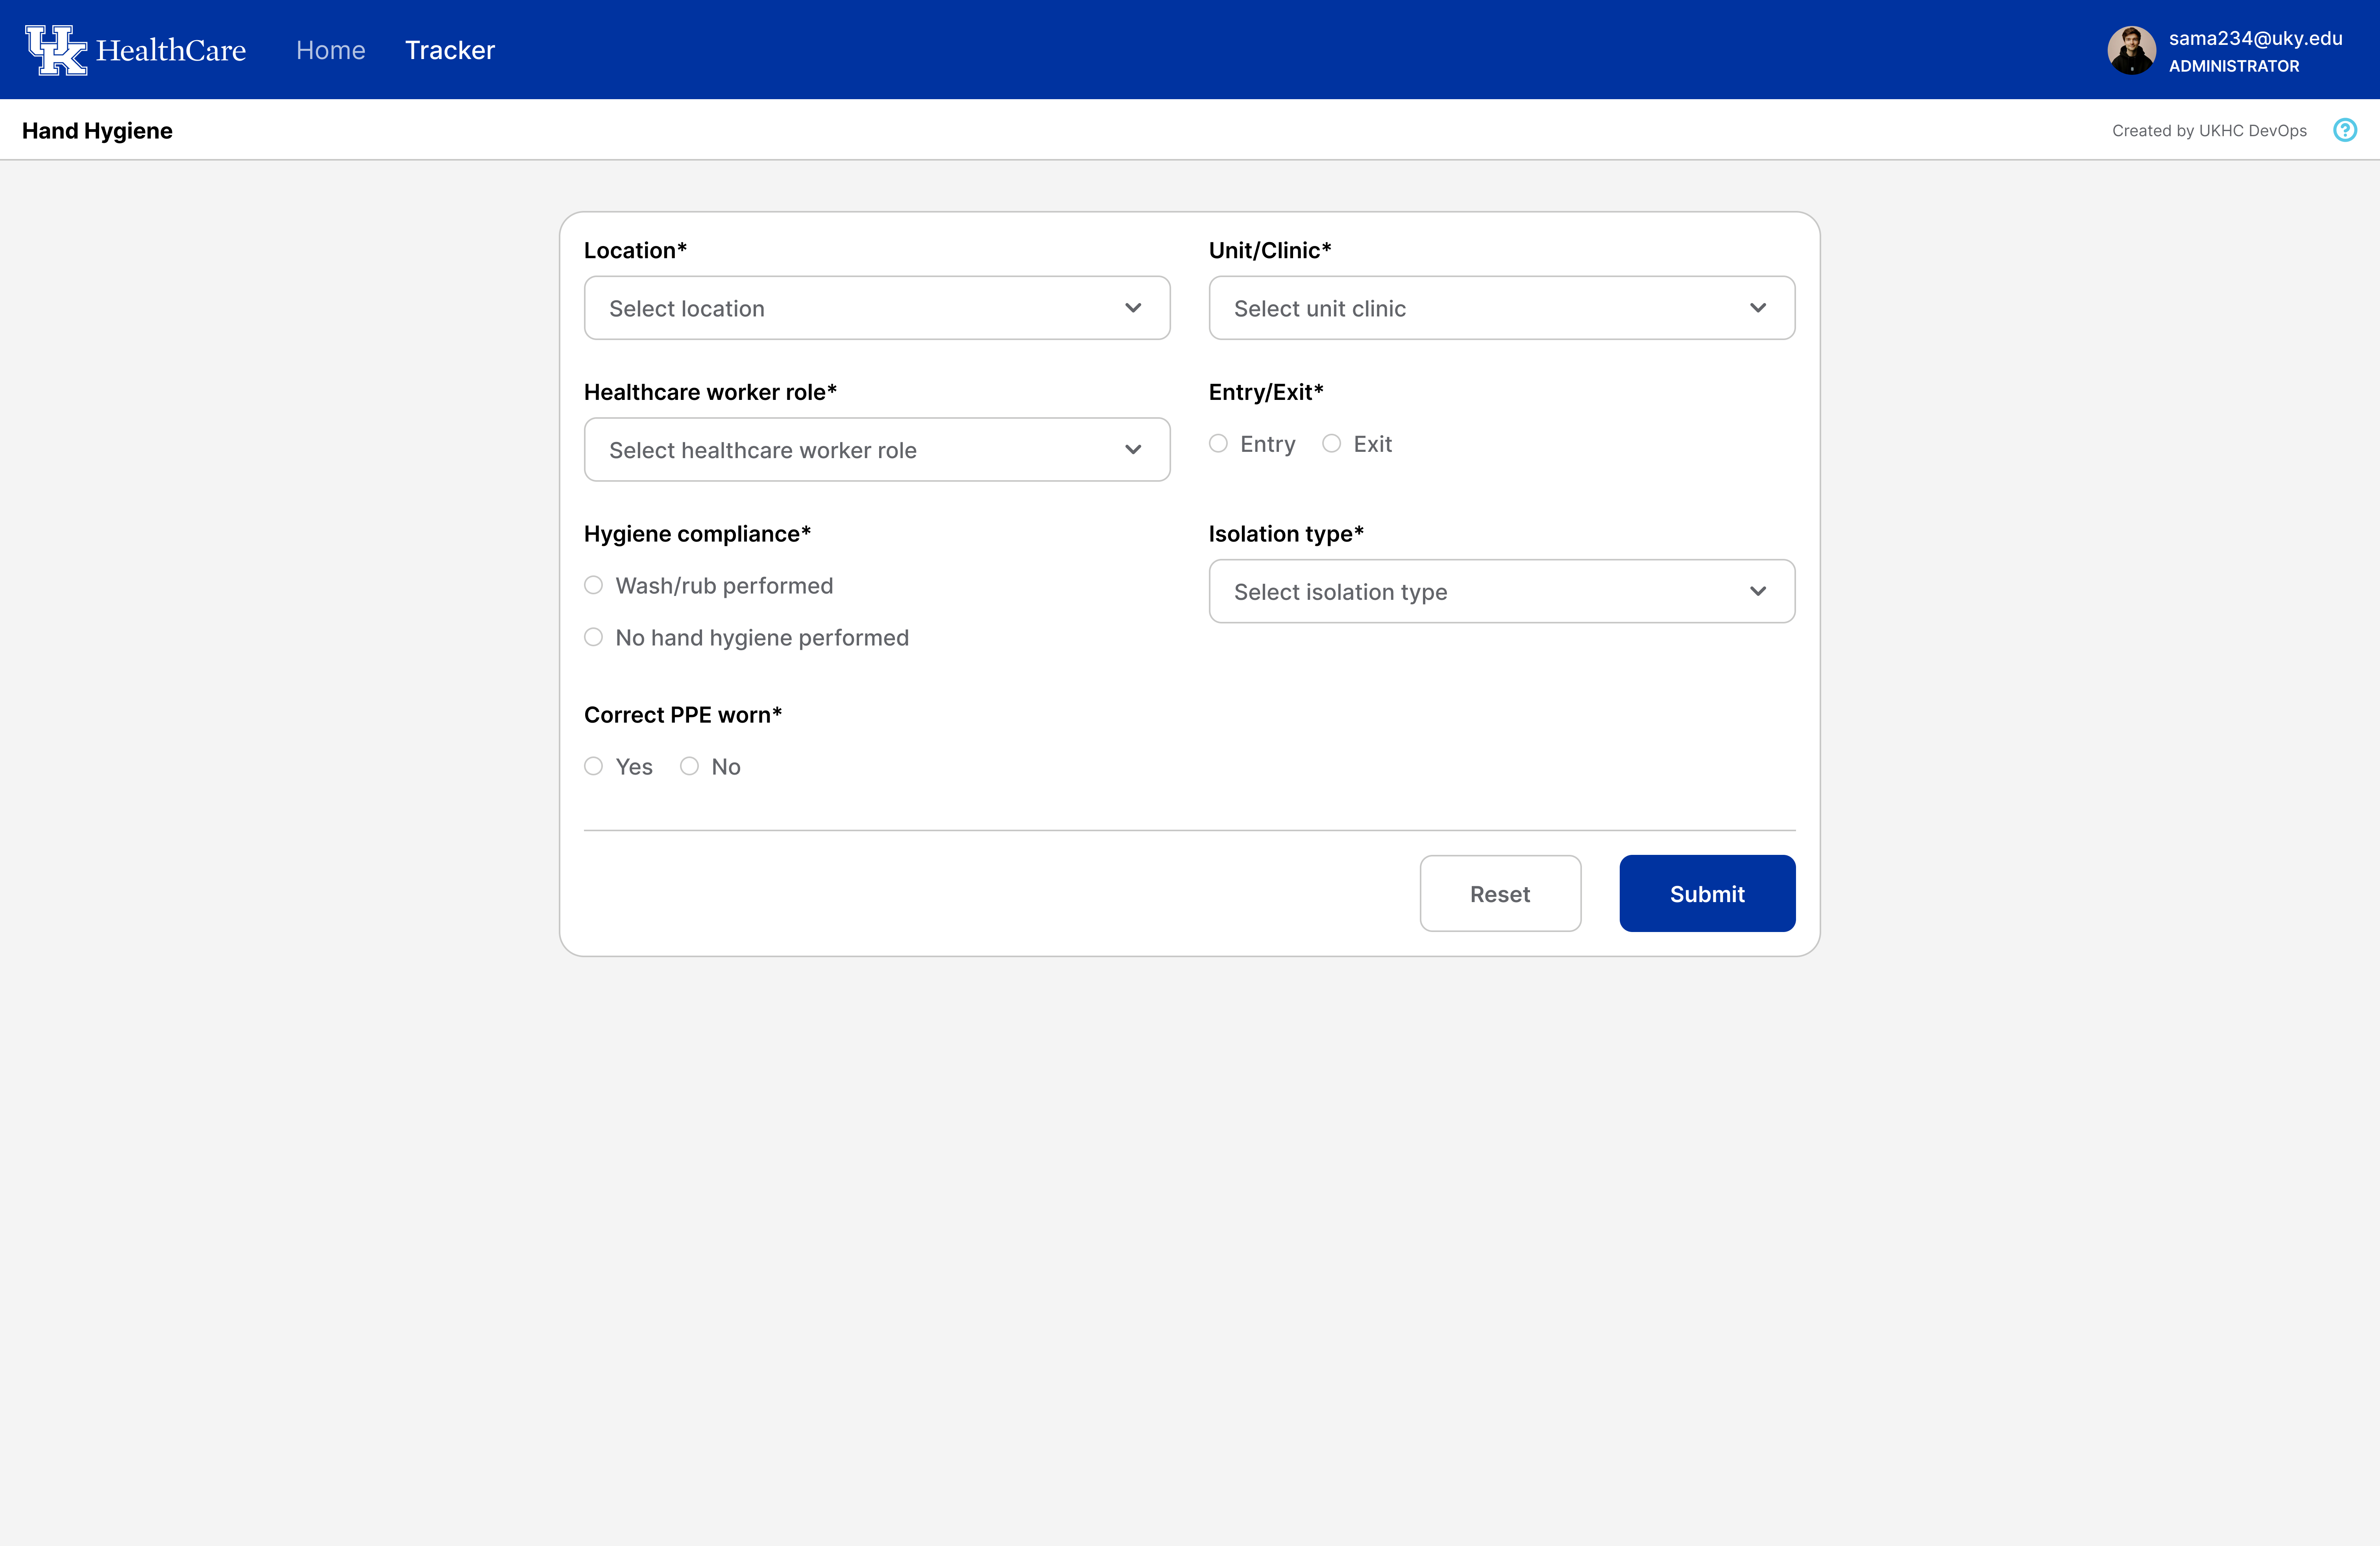 UK HealthCare
Home
Tracker
sama234@uky.edu
ADMINISTRATOR
Hand Hygiene
Created by UKHC DevOps
?
Location*
Select location
Unit/Clinic*
Select unit clinic
Healthcare worker role*
Select healthcare worker role
Entry/Exit*
Entry
Exit
Hygiene compliance*
Wash/rub performed
No hand hygiene performed
Isolation type*
Select isolation type
Correct PPE worn*
Yes
No
Reset
Submit